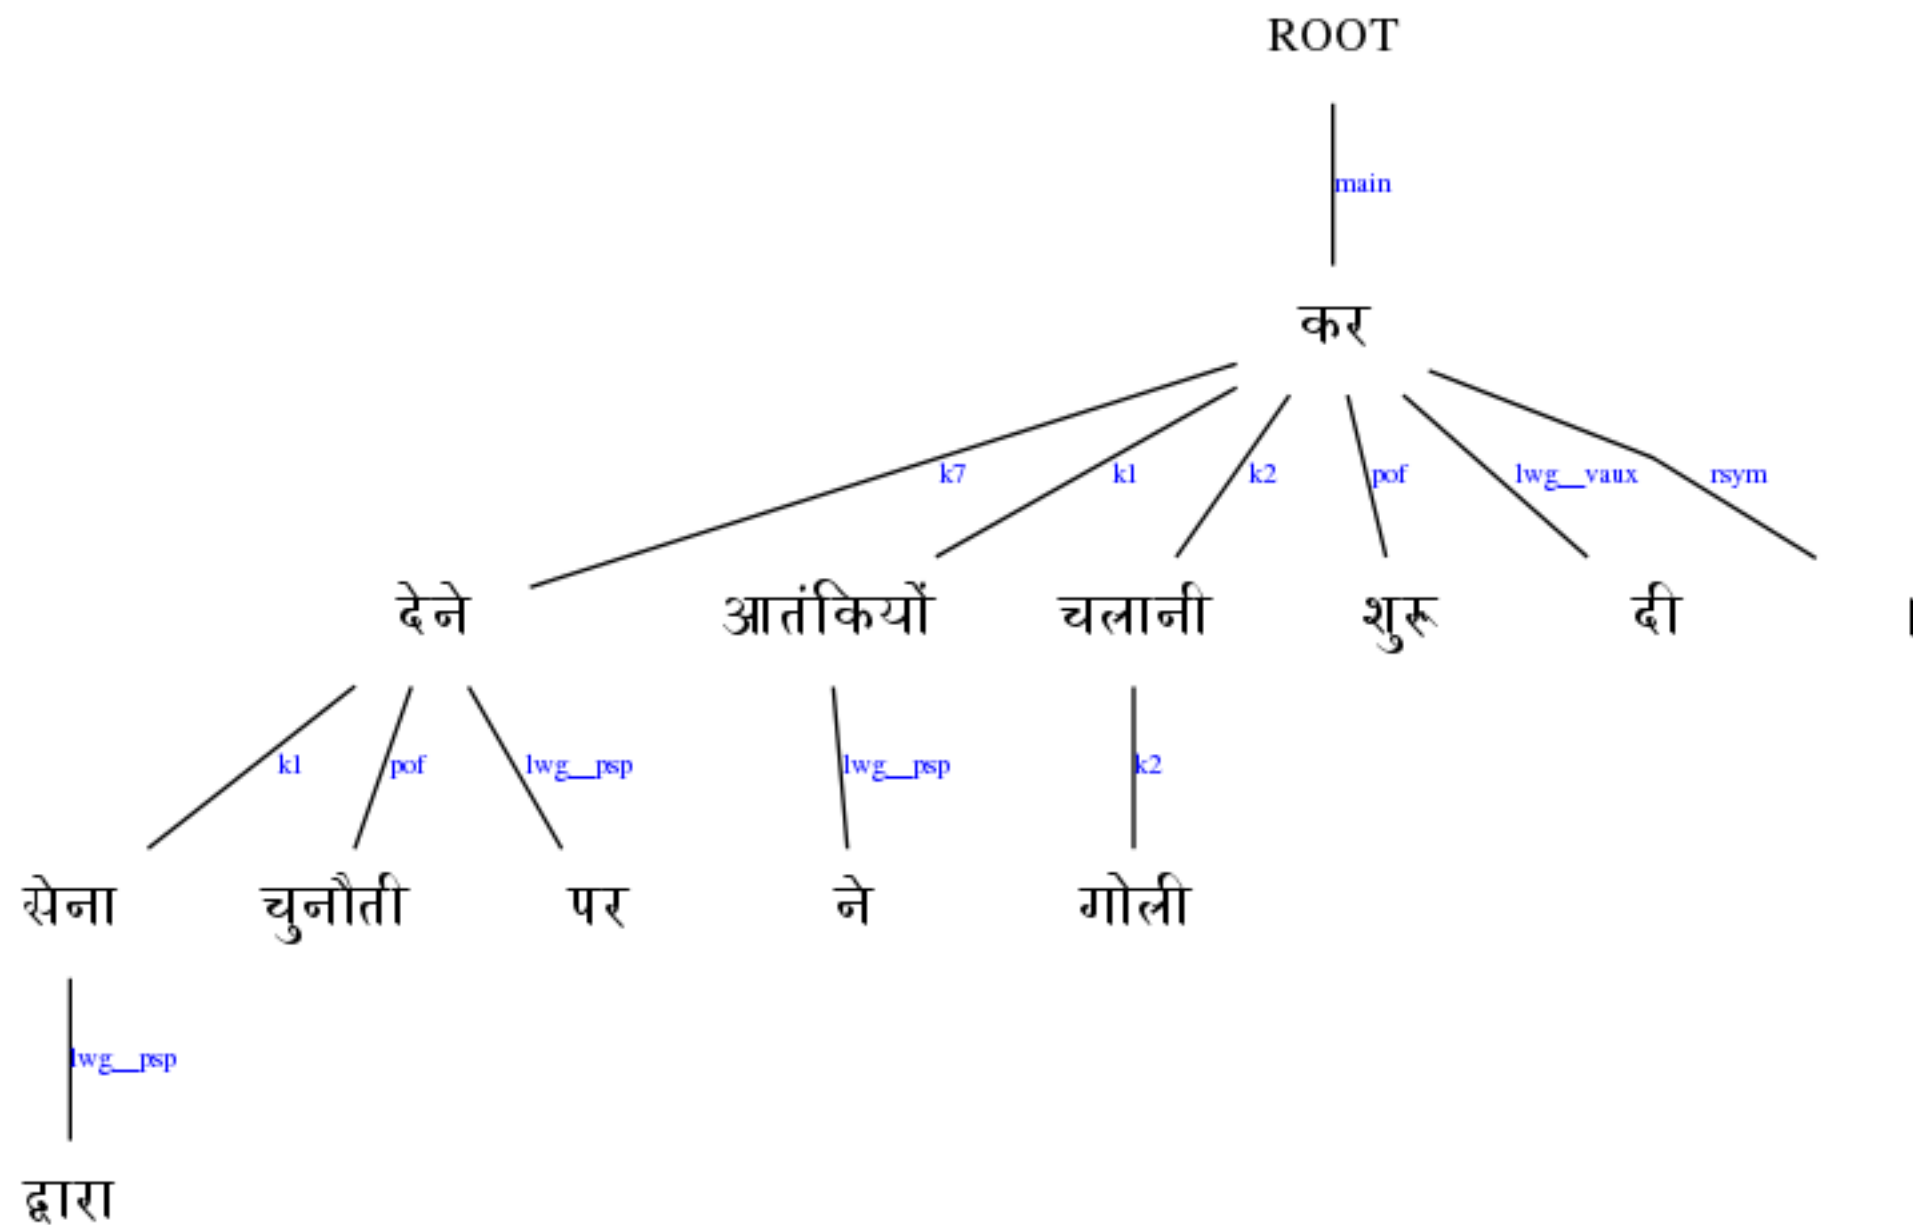 ROOT
main
कर
k7 k1 k2 pof lwg__vaux rsym
देने आतंकियों चलानी शुरू दी ।
k1 pof lwg__psp lwg__psp k2
सेना चुनौती पर ने गोली
lwg__psp
द्वारा